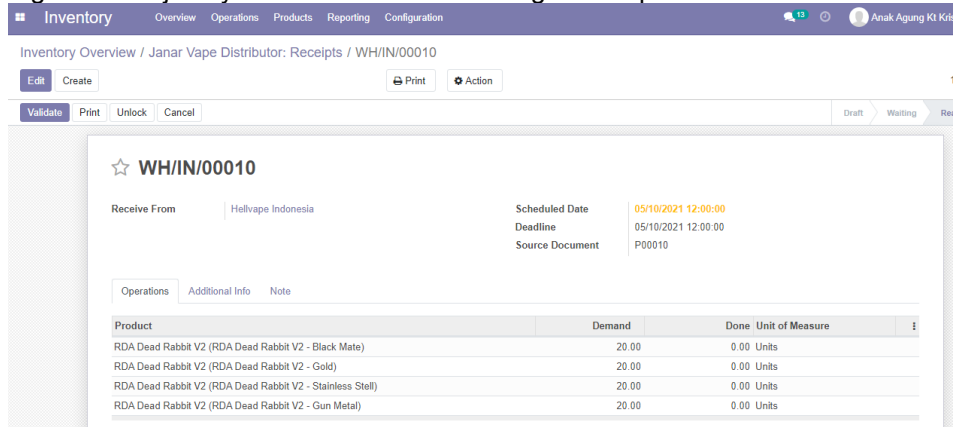 Inventory Overview Operations Products Reporting Configuration 13 Anak Agung Kt Kris
Inventory Overview / Janar Vape Distributor: Receipts / WH/IN/00010
Edit Create Print Action
Validate Print Unlock Cancel Draft Waiting Rea
WH/IN/00010
Receive From Hellvape Indonesia Scheduled Date 05/10/2021 12:00:00
Deadline 05/10/2021 12:00:00
Source Document P00010
Operations Additional Info Note
Product Demand Done Unit of Measure
RDA Dead Rabbit V2 (RDA Dead Rabbit V2 - Black Mate) 20.00 0.00 Units
RDA Dead Rabbit V2 (RDA Dead Rabbit V2 - Gold) 20.00 0.00 Units
RDA Dead Rabbit V2 (RDA Dead Rabbit V2 - Stainless Stell) 20.00 0.00 Units
RDA Dead Rabbit V2 (RDA Dead Rabbit V2 - Gun Metal) 20.00 0.00 Units